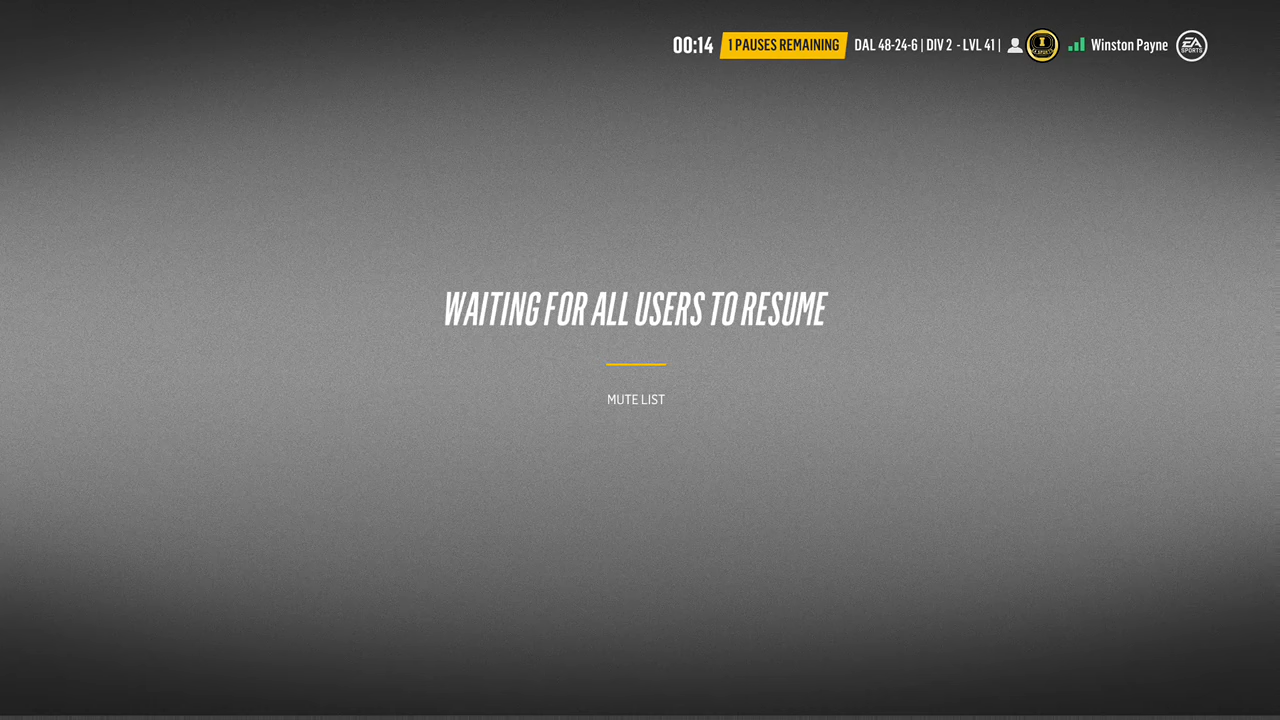 00:14 1 PAUSES REMAINING DAL 48-24-6 | DIV 2 - LVL 41 | Winston Payne EA SPORTS
WAITING FOR ALL USERS TO RESUME
MUTE LIST